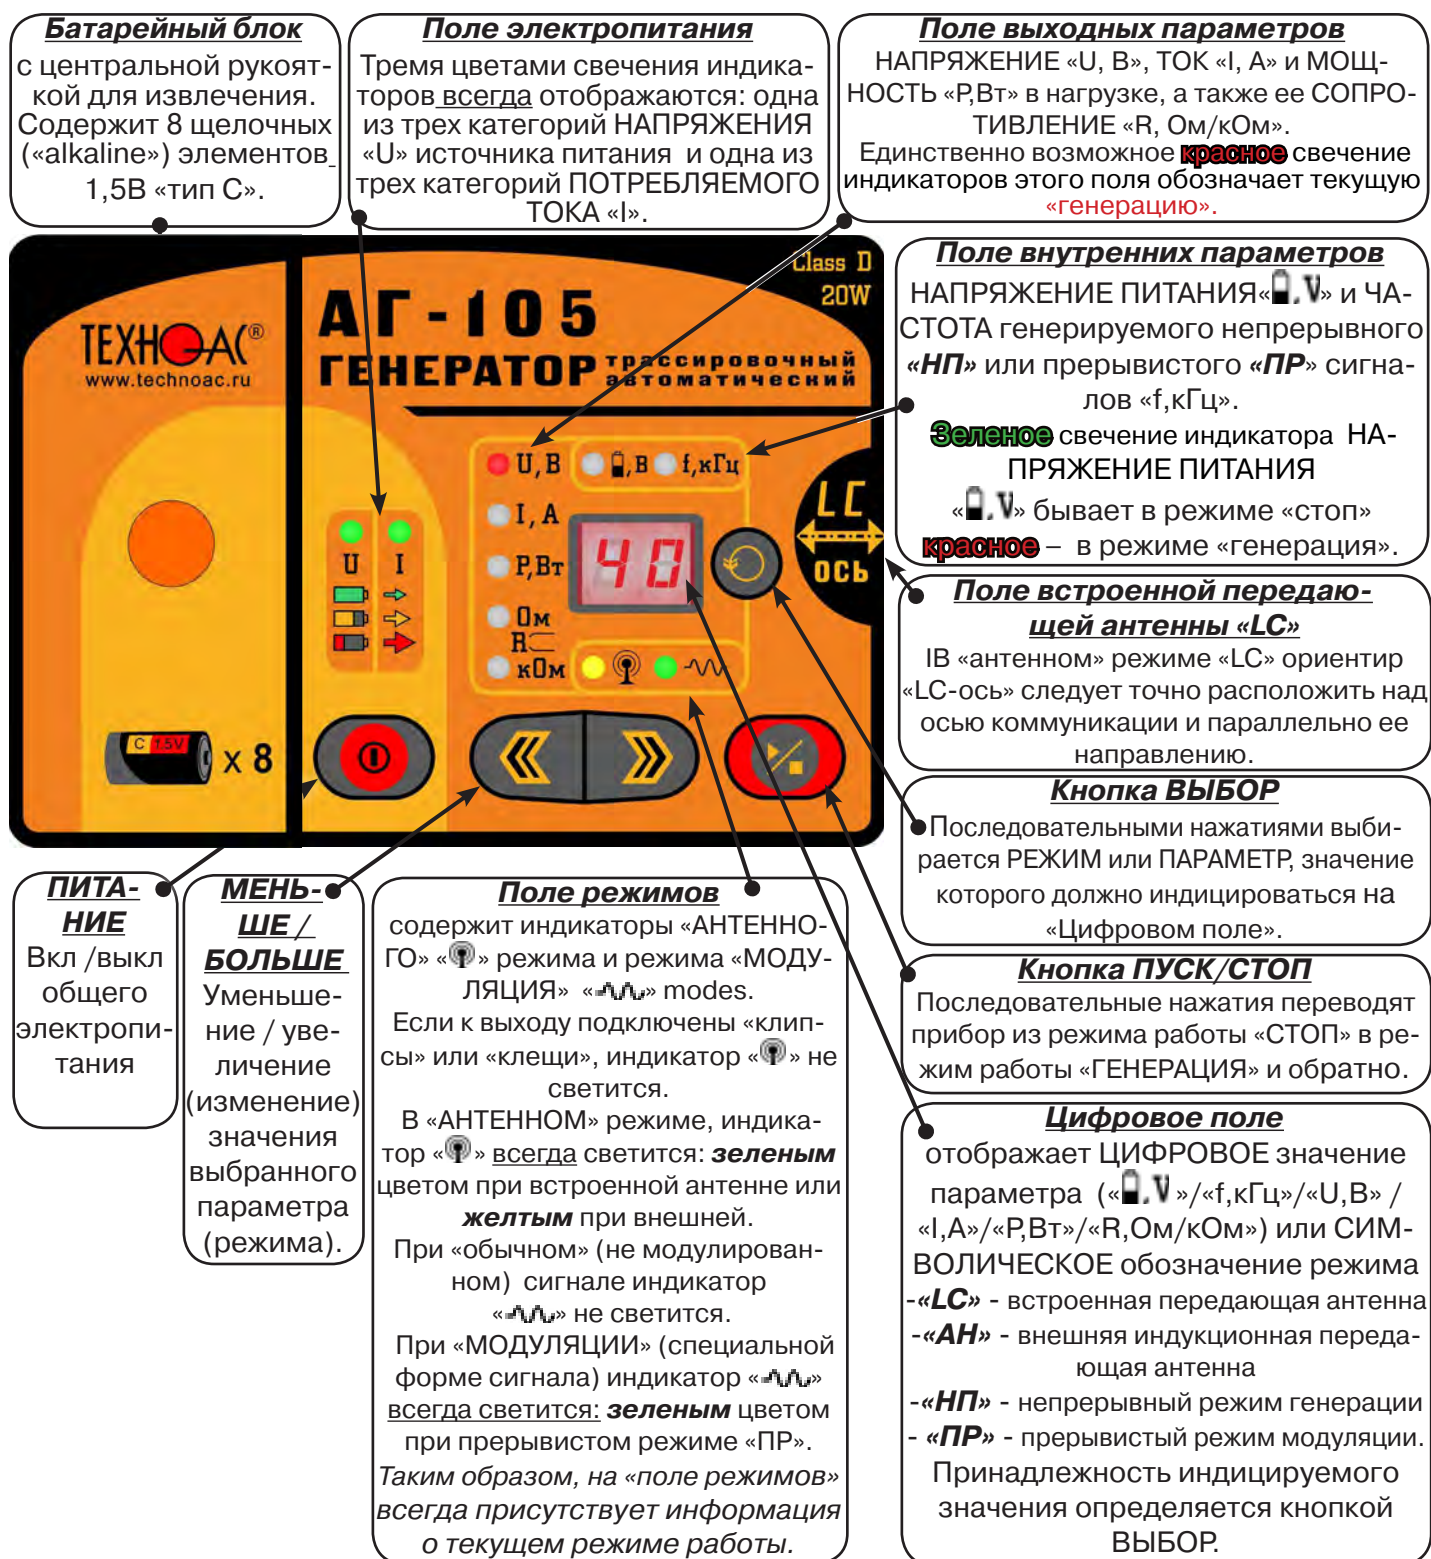 Батарейный блок
с центральной рукоят-
кой для извлечения.
Содержит 8 щелочных
(«alkaline») элементов
1,5В «тип С».
Поле электропитания
Тремя цветами свечения индика-
торов всегда отображаются: одна
из трех категорий НАПРЯЖЕНИЯ
«U» источника питания и одна из
трех категорий ПОТРЕБЛЯЕМОГО
ТОКА «I».
Поле выходных параметров
НАПРЯЖЕНИЕ «U, В», ТОК «I, А» и МОЩ-
НОСТЬ «Р,Вт» в нагрузке, а также ее СОПРО-
ТИВЛЕНИЕ «R, Ом/кОм».
Единственно возможное красное свечение
индикаторов этого поля обозначает текущую
«генерацию».
Поле внутренних параметров
НАПРЯЖЕНИЕ ПИТАНИЯ« , V» и ЧА-
СТОТА генерируемого непрерывного
«НП» или прерывистого «ПР» сигна-
лов «f,кГц».
Зеленое свечение индикатора НА-
ПРЯЖЕНИЕ ПИТАНИЯ
« , V» бывает в режиме «стоп»
красное – в режиме «генерация».
Class D
20W
ТЕХНО-АС®
www.technoac.ru
АГ-105
ГЕНЕРАТОР трассировочный
автоматический
U,В
,В
f,кГц
I,А
Р,Вт
Ом
R
кОм
40
U I
LC
ось
C 1.5V
x 8
Поле встроенной передаю-
щей антенны «LC»
IВ «антенном» режиме «LC» ориентир
«LC-ось» следует точно расположить над
осью коммуникации и параллельно ее
направлению.
Кнопка ВЫБОР
Последовательными нажатиями выби-
рается РЕЖИМ или ПАРАМЕТР, значение
которого должно индицироваться на
«Цифровом поле».
Кнопка ПУСК/СТОП
Последовательные нажатия переводят
прибор из режима работы «СТОП» в ре-
жим работы «ГЕНЕРАЦИЯ» и обратно.
Цифровое поле
отображает ЦИФРОВОЕ значение
параметра (« , V »/«f,кГц»/«U,В» /
«I,А»/«Р,Вт»/«R,Ом/кОм») или СИМ-
ВОЛИЧЕСКОЕ обозначение режима
-«LC» - встроенная передающая антенна
-«АН» - внешняя индукционная переда-
ющая антенна
-«НП» - непрерывный режим генерации
- «ПР» - прерывистый режим модуляции.
Принадлежность индицируемого
значения определяется кнопкой
ВЫБОР.
ПИТА-
НИЕ
Вкл /выкл
общего
электропи-
тания
МЕНЬ-
ШЕ /
БОЛЬШЕ
Уменьше-
ние / уве-
личение
(изменение)
значения
выбранного
параметра
(режима).
Поле режимов
содержит индикаторы «АНТЕННО-
ГО» « » режима и режима «МОДУ-
ЛЯЦИЯ» « » modes.
Если к выходу подключены «клип-
сы» или «клещи», индикатор « » не
светится.
В «АНТЕННОМ» режиме, индика-
тор « » всегда светится: зеленым
цветом при встроенной антенне или
желтым при внешней.
При «обычном» (не модулирован-
ном) сигнале индикатор
« » не светится.
При «МОДУЛЯЦИИ» (специальной
форме сигнала) индикатор « »
всегда светится: зеленым цветом
при прерывистом режиме «ПР».
Таким образом, на «поле режимов»
всегда присутствует информация
о текущем режиме работы.